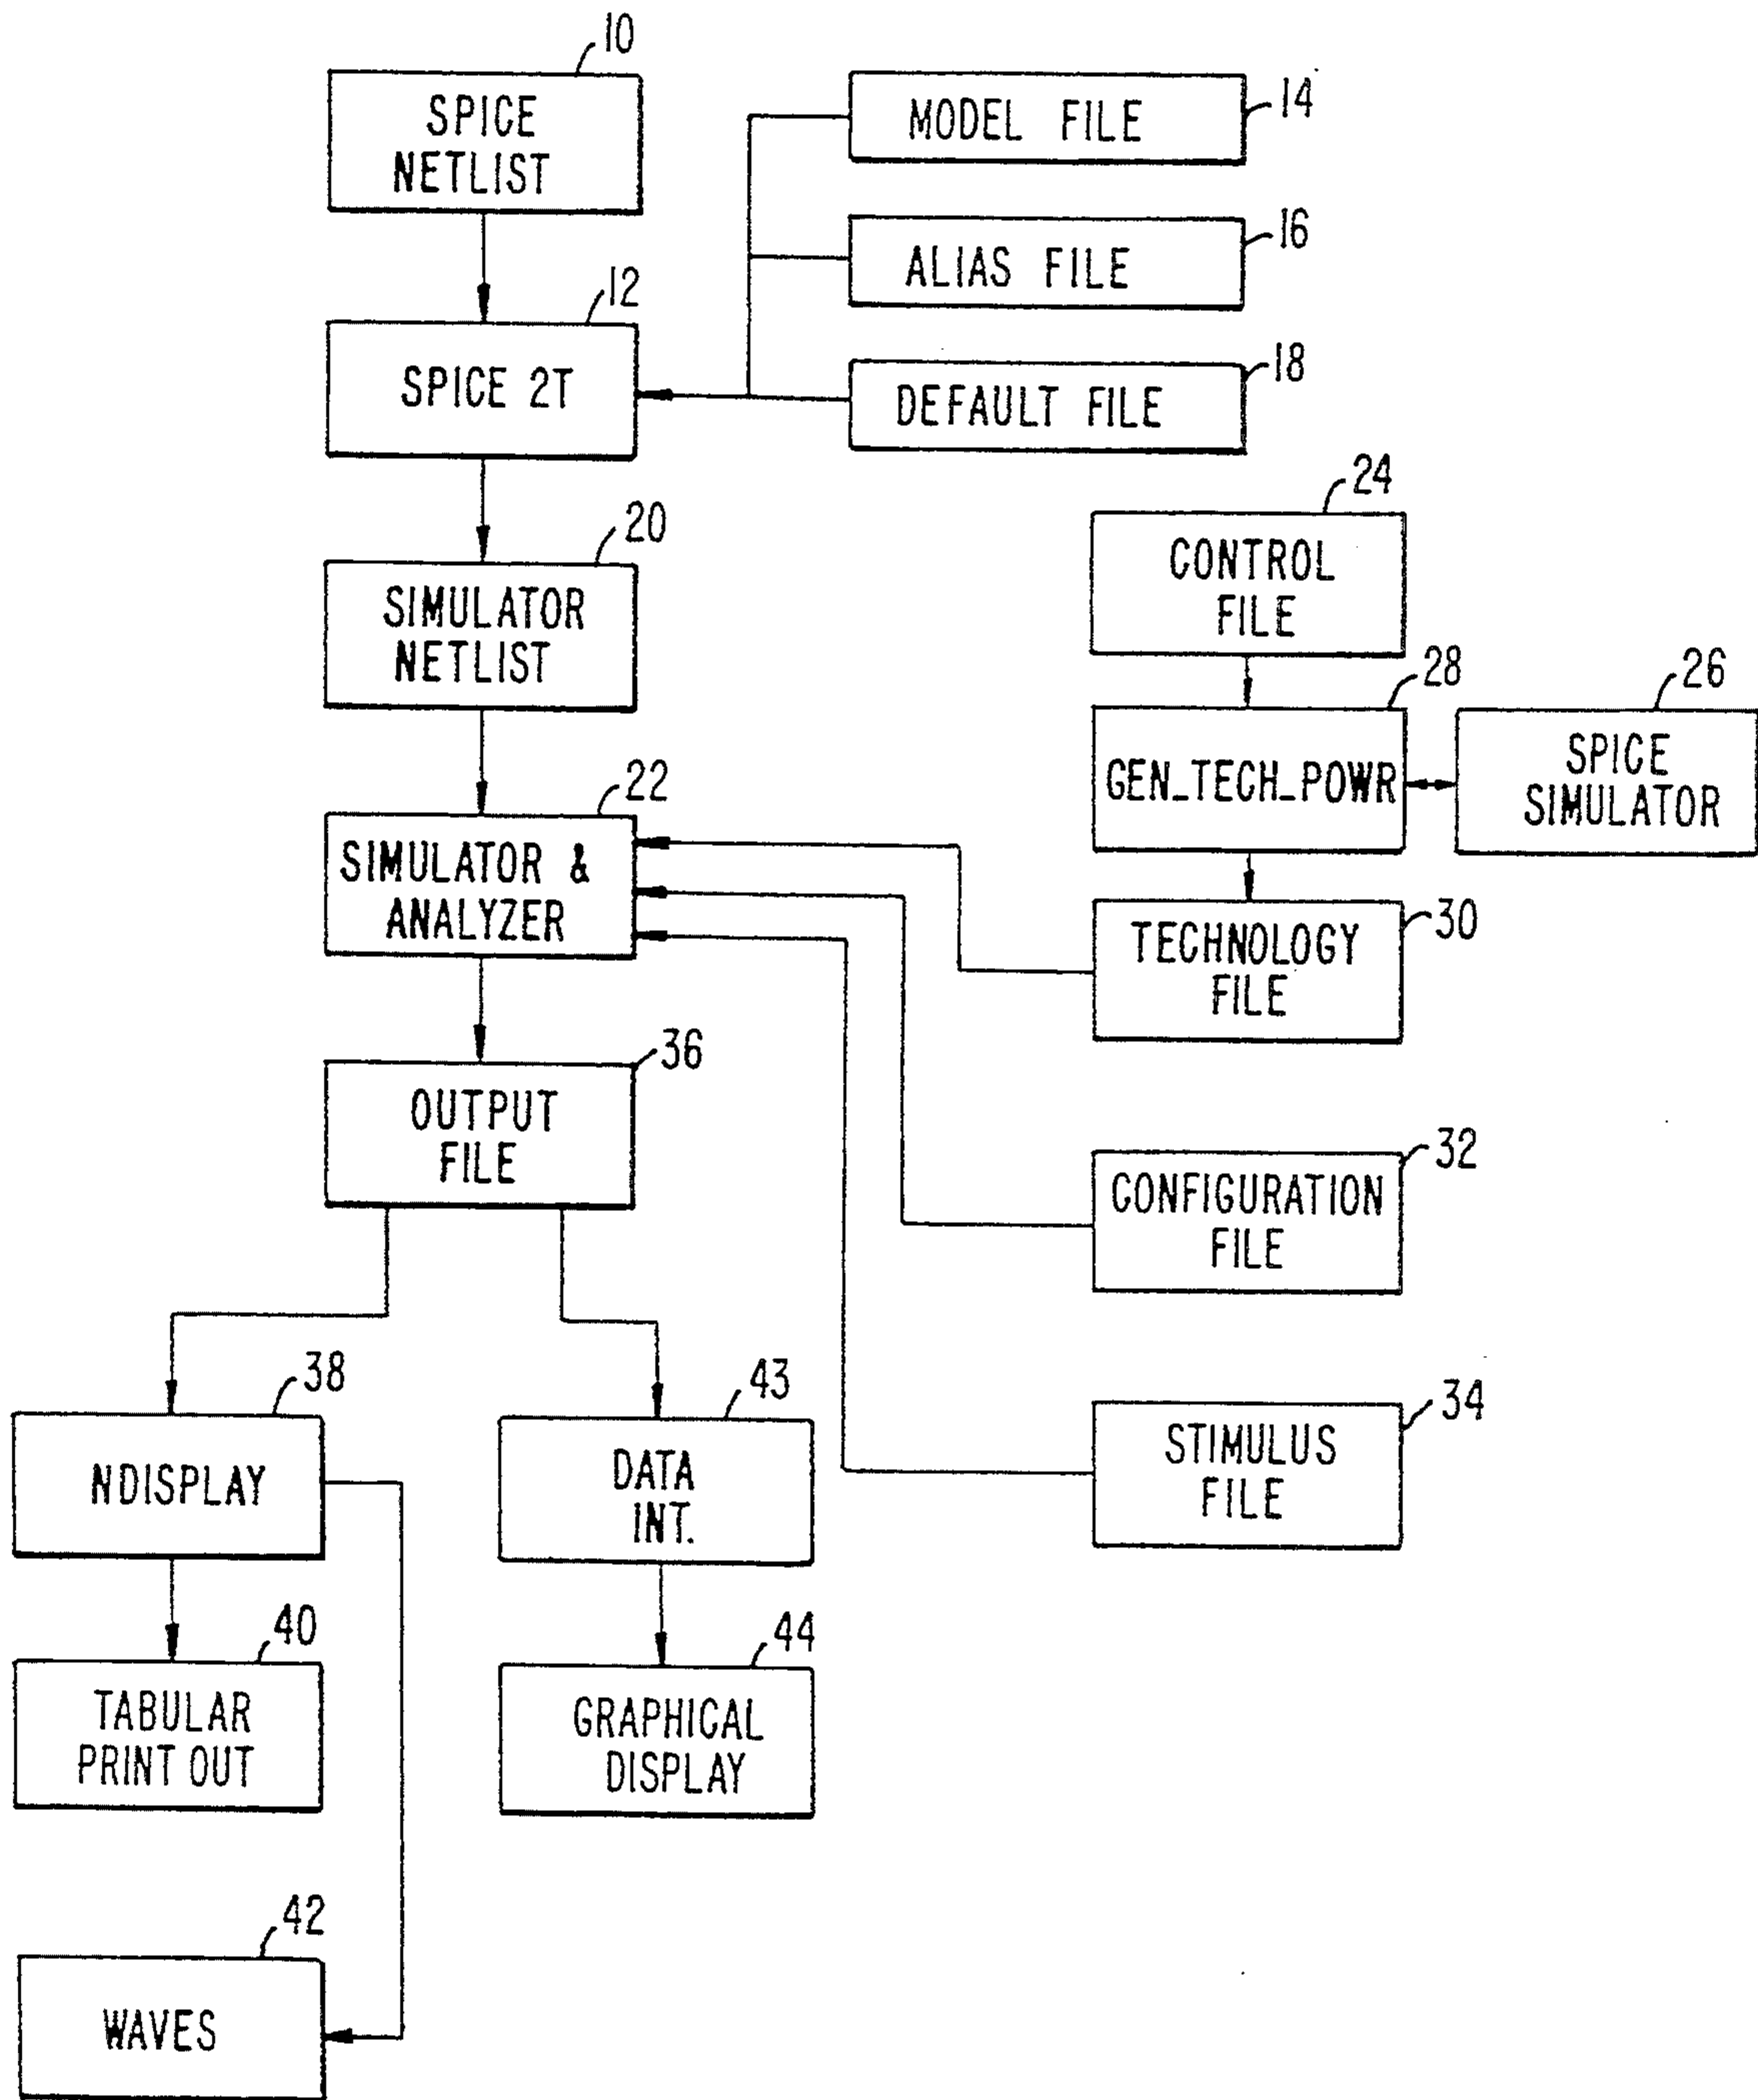 10
SPICE
NETLIST
MODEL FILE
14
ALIAS FILE
16
12
SPICE 2T
DEFAULT FILE
18
20
SIMULATOR
NETLIST
24
CONTROL
FILE
28
GEN_TECH_POWR
26
SPICE
SIMULATOR
22
SIMULATOR &
ANALYZER
TECHNOLOGY
FILE
30
36
OUTPUT
FILE
CONFIGURATION
FILE
32
38
NDISPLAY
43
DATA
INT.
STIMULUS
FILE
34
40
TABULAR
PRINT OUT
44
GRAPHICAL
DISPLAY
42
WAVES